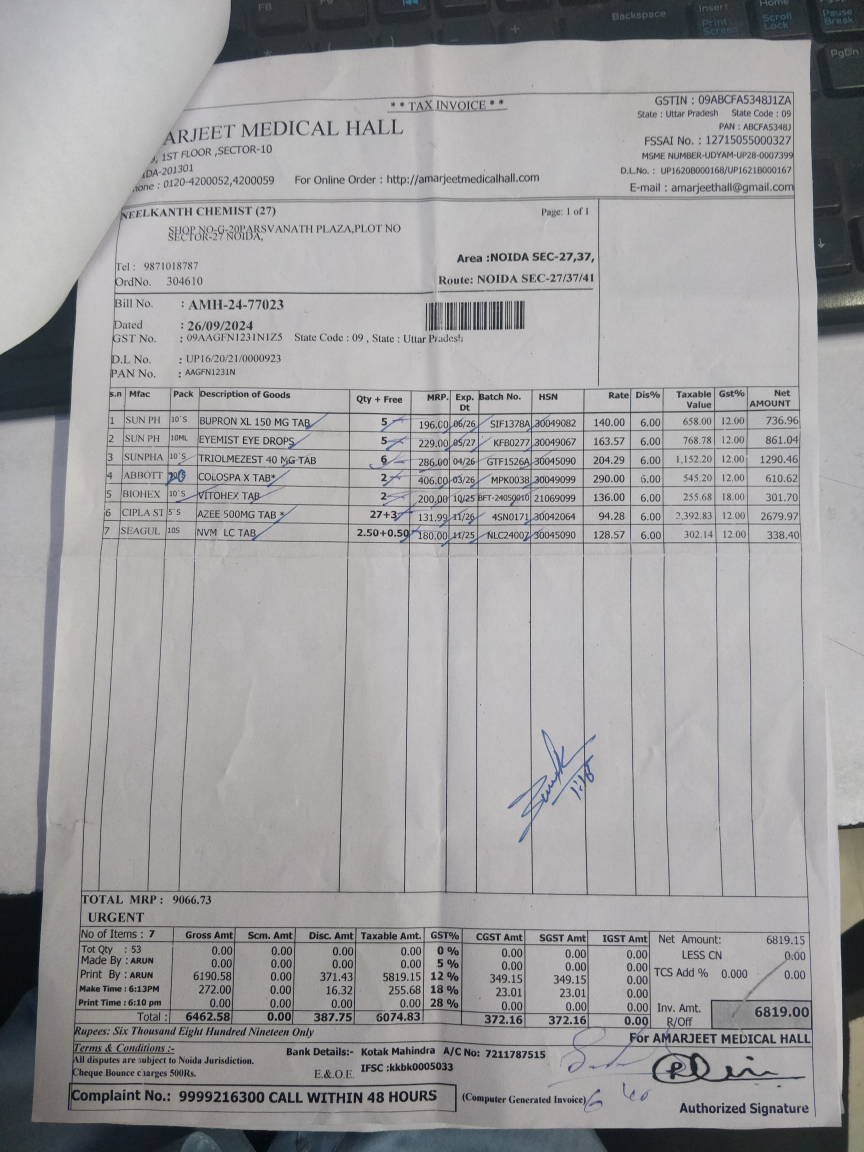 * * TAX INVOICE * *
GSTIN : 09ABCFA5348J1ZA
State : Uttar Pradesh State Code : 09
PAN : ABCFA5348J
FSSAI No. : 12715055000327
MSME NUMBER-UDYAM-UP28-0007399
D.L.No. : UP1620B000168/UP1621B000167
E-mail : amarjeethall@gmail.com
ARJEET MEDICAL HALL
, 1ST FLOOR ,SECTOR-10
DA-201301
one : 0120-4200052,4200059 For Online Order : http://amarjeetmedicalhall.com
NEELKANTH CHEMIST (27) Page: 1 of 1
SHOP NO-G-20PARSVANATH PLAZA,PLOT NO
SECTOR-27 NOIDA,
Area :NOIDA SEC-27,37,
Tel : 9871018787
OrdNo. 304610 Route: NOIDA SEC-27/37/41
Bill No. : AMH-24-77023
Dated : 26/09/2024
GST No. : 09AAGFN1231N1Z5 State Code : 09 , State : Uttar Pradesh
D.L No. : UP16/20/21/0000923
PAN No. : AAGFN1231N
s.n Mfac Pack Description of Goods Qty + Free MRP. Exp. Dt Batch No. HSN Rate Dis% Taxable Value Gst% Net AMOUNT
1 SUN PH 10`S BUPRON XL 150 MG TAB 5 196.00 06/26 SIF1378A 30049082 140.00 6.00 658.00 12.00 736.96
2 SUN PH 10ML EYEMIST EYE DROPS 5 229.00 05/27 KFB0277 30049067 163.57 6.00 768.78 12.00 861.04
3 SUNPHA 10`S TRIOLMEZEST 40 MG TAB 6 286.00 04/26 GTF1526A 30045090 204.29 6.00 1,152.20 12.00 1290.46
4 ABBOTT COLOSPA X TAB* 2 406.00 03/26 MPK0038 30049099 290.00 6.00 545.20 12.00 610.62
5 BIOHEX 10`S VITOHEX TAB 2 200.00 10/25 BFT-24050010 21069099 136.00 6.00 255.68 18.00 301.70
6 CIPLA ST 5`S AZEE 500MG TAB * 27+3 131.99 11/26 4SN0171 30042064 94.28 6.00 2,392.83 12.00 2679.97
7 SEAGUL 10S NVM LC TAB 2.50+0.50 180.00 11/25 NLC24007 30045090 128.57 6.00 302.14 12.00 338.40
TOTAL MRP : 9066.73
URGENT
No of Items : 7 Gross Amt Scm. Amt Disc. Amt Taxable Amt. GST% CGST Amt SGST Amt IGST Amt
Tot Qty : 53 0.00 0.00 0.00 0.00 0 % 0.00 0.00 0.00
Made By : ARUN 0.00 0.00 0.00 0.00 5 % 0.00 0.00 0.00
Print By : ARUN 6190.58 0.00 371.43 5819.15 12 % 349.15 349.15 0.00
Make Time : 6:13PM 272.00 0.00 16.32 255.68 18 % 23.01 23.01 0.00
Print Time : 6:10 pm 0.00 0.00 0.00 0.00 28 % 0.00 0.00 0.00
Total : 6462.58 0.00 387.75 6074.83 372.16 372.16 0.00
Net Amount: 6819.15
LESS CN 0.00
TCS Add % 0.000 0.00
Inv. Amt. R/Off 6819.00
Rupees: Six Thousand Eight Hundred Nineteen Only
For AMARJEET MEDICAL HALL
Terms & Conditions :-
All disputes are subject to Noida Jurisdiction.
Cheque Bounce charges 500Rs.
E.& O.E.
Bank Details:- Kotak Mahindra A/C No: 7211787515
IFSC :kkbk0005033
Complaint No.: 9999216300 CALL WITHIN 48 HOURS
(Computer Generated Invoice)
Authorized Signature
Backspace
Insert
Print Screen
Home
Scroll Lock
Pause Break
PgDn
F8